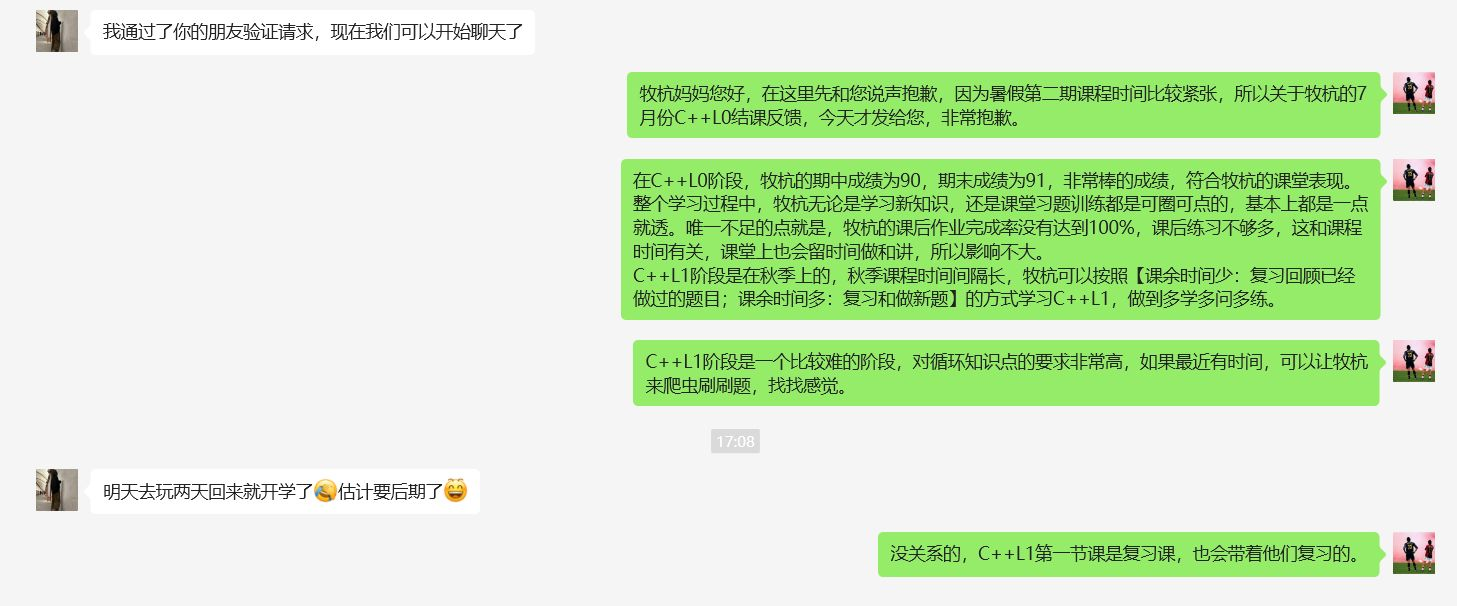 我通过了你的朋友验证请求，现在我们可以开始聊天了
牧杭妈妈您好，在这里先和您说声抱歉，因为暑假第二期课程时间比较紧张，所以关于牧杭的7
月份C++L0结课反馈，今天才发给您，非常抱歉。
在C++L0阶段，牧杭的期中成绩为90，期末成绩为91，非常棒的成绩，符合牧杭的课堂表现。
整个学习过程中，牧杭无论是学习新知识，还是课堂习题训练都是可圈可点的，基本上都是一点
就透。唯一不足的点就是，牧杭的课后作业完成率没有达到100%，课后练习不够多，这和课程
时间有关，课堂上也会留时间做和讲，所以影响不大。
C++L1阶段是在秋季上的，秋季课程时间间隔长，牧杭可以按照【课余时间少：复习回顾已经
做过的题目；课余时间多：复习和做新题】的方式学习C++L1，做到多学多问多练。
C++L1阶段是一个比较难的阶段，对循环知识点的要求非常高，如果最近有时间，可以让牧杭
来爬虫刷刷题，找找感觉。
17:08
明天去玩两天回来就开学了🤣估计要后期了😄
没关系的，C++L1第一节课是复习课，也会带着他们复习的。